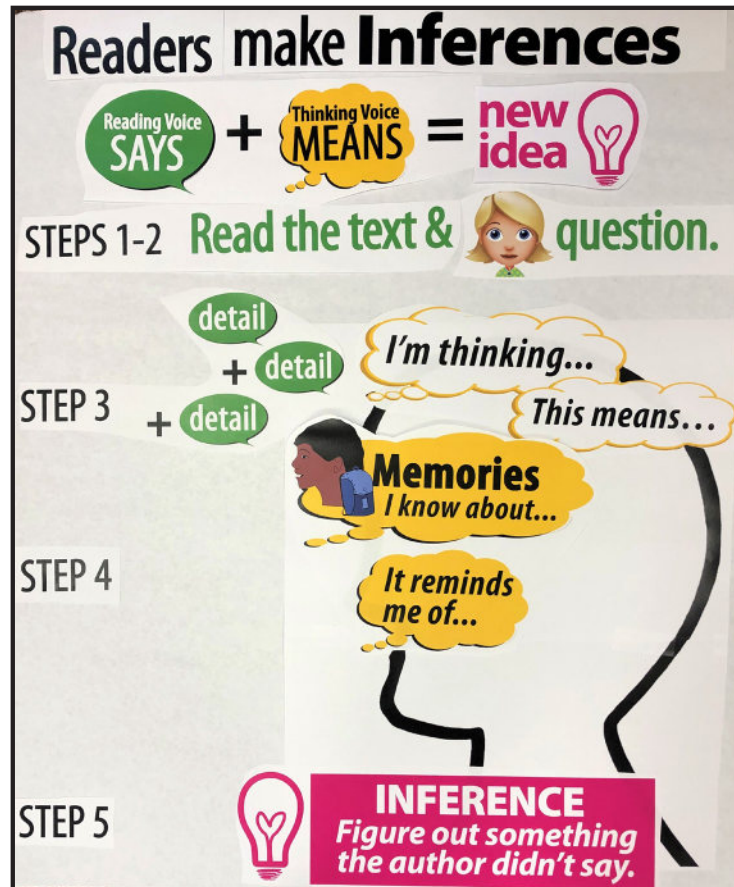 Readers make Inferences
Reading Voice
SAYS
+
Thinking Voice
MEANS
=
new
idea
STEPS 1-2 Read the text & question.
detail
+ detail
STEP 3 + detail
I'm thinking...
This means...
Memories
I know about...
STEP 4
It reminds
me of...
STEP 5
INFERENCE
Figure out something
the author didn't say.